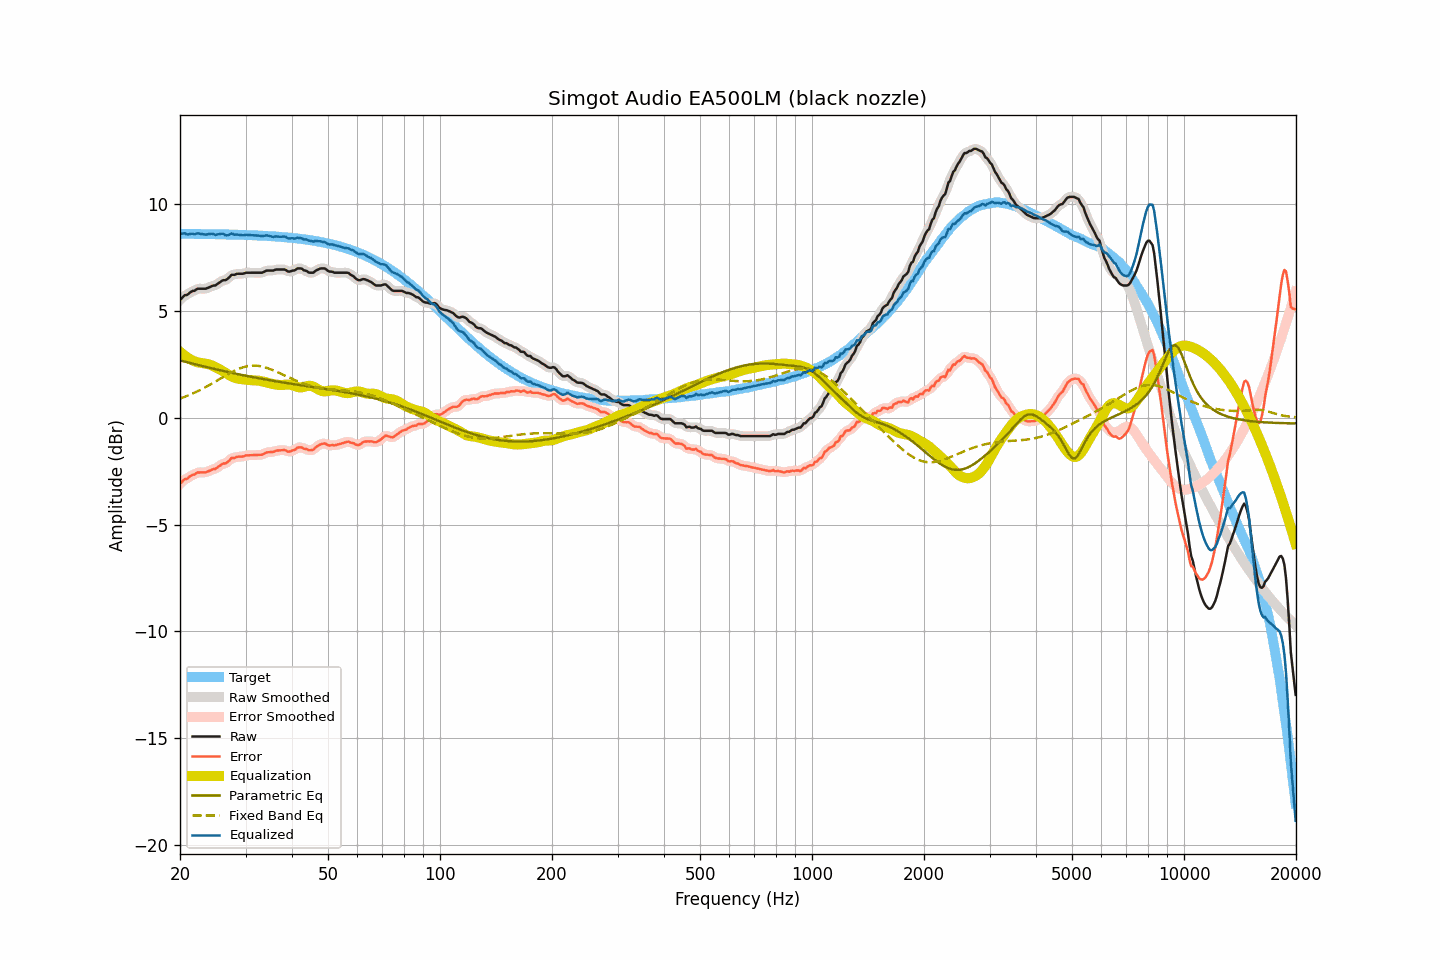 Simgot Audio EA500LM (black nozzle)
Amplitude (dBr)
10
5
0
−5
−10
−15
−20
Target
Raw Smoothed
Error Smoothed
Raw
Error
Equalization
Parametric Eq
Fixed Band Eq
Equalized
20 50 100 200 500 1000 2000 5000 10000 20000
Frequency (Hz)